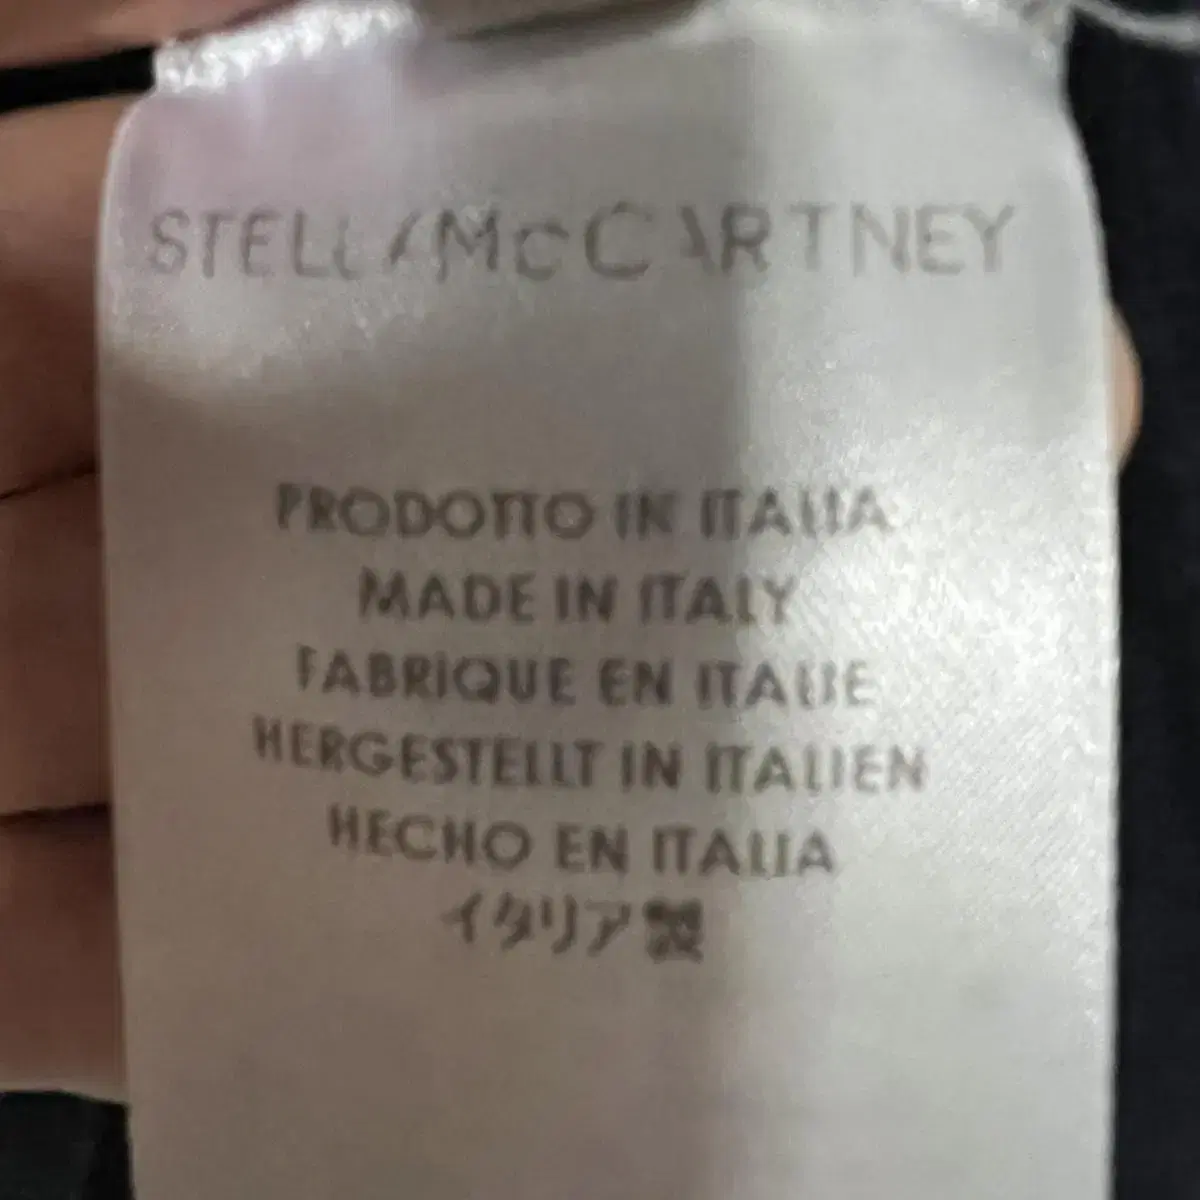 STELLA McCARTNEY
PRODOTTO IN ITALIA
MADE IN ITALY
FABRIQUE EN ITALIE
HERGESTELLT IN ITALIEN
HECHO EN ITALIA
イタリア製